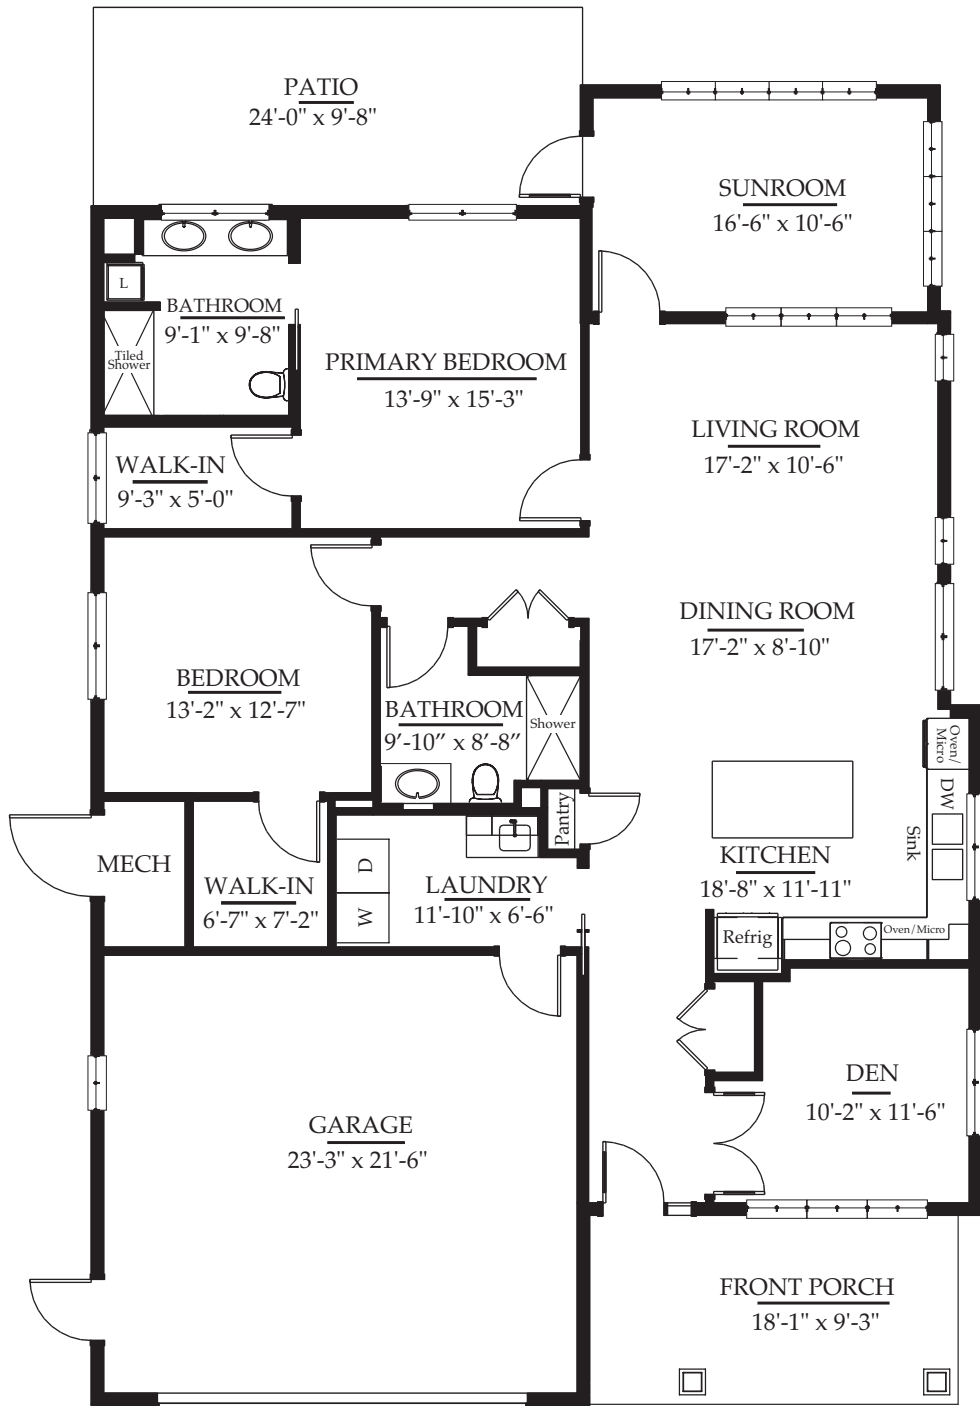 PATIO
24'-0" x 9'-8"
SUNROOM
16'-6" x 10'-6"
L
BATHROOM
9'-1" x 9'-8"
Tiled
Shower
PRIMARY BEDROOM
13'-9" x 15'-3"
LIVING ROOM
17'-2" x 10'-6"
WALK-IN
9'-3" x 5'-0"
DINING ROOM
17'-2" x 8'-10"
BEDROOM
13'-2" x 12'-7"
BATHROOM
9′-10″ x 8′-8″
Shower
Oven/
Micro
DW
Sink
Pantry
KITCHEN
18'-8" x 11'-11"
MECH
WALK-IN
6'-7" x 7'-2"
D
W
LAUNDRY
11'-10" x 6'-6"
Refrig
Oven/Micro
DEN
10'-2" x 11'-6"
GARAGE
23'-3" x 21'-6"
FRONT PORCH
18'-1" x 9'-3"